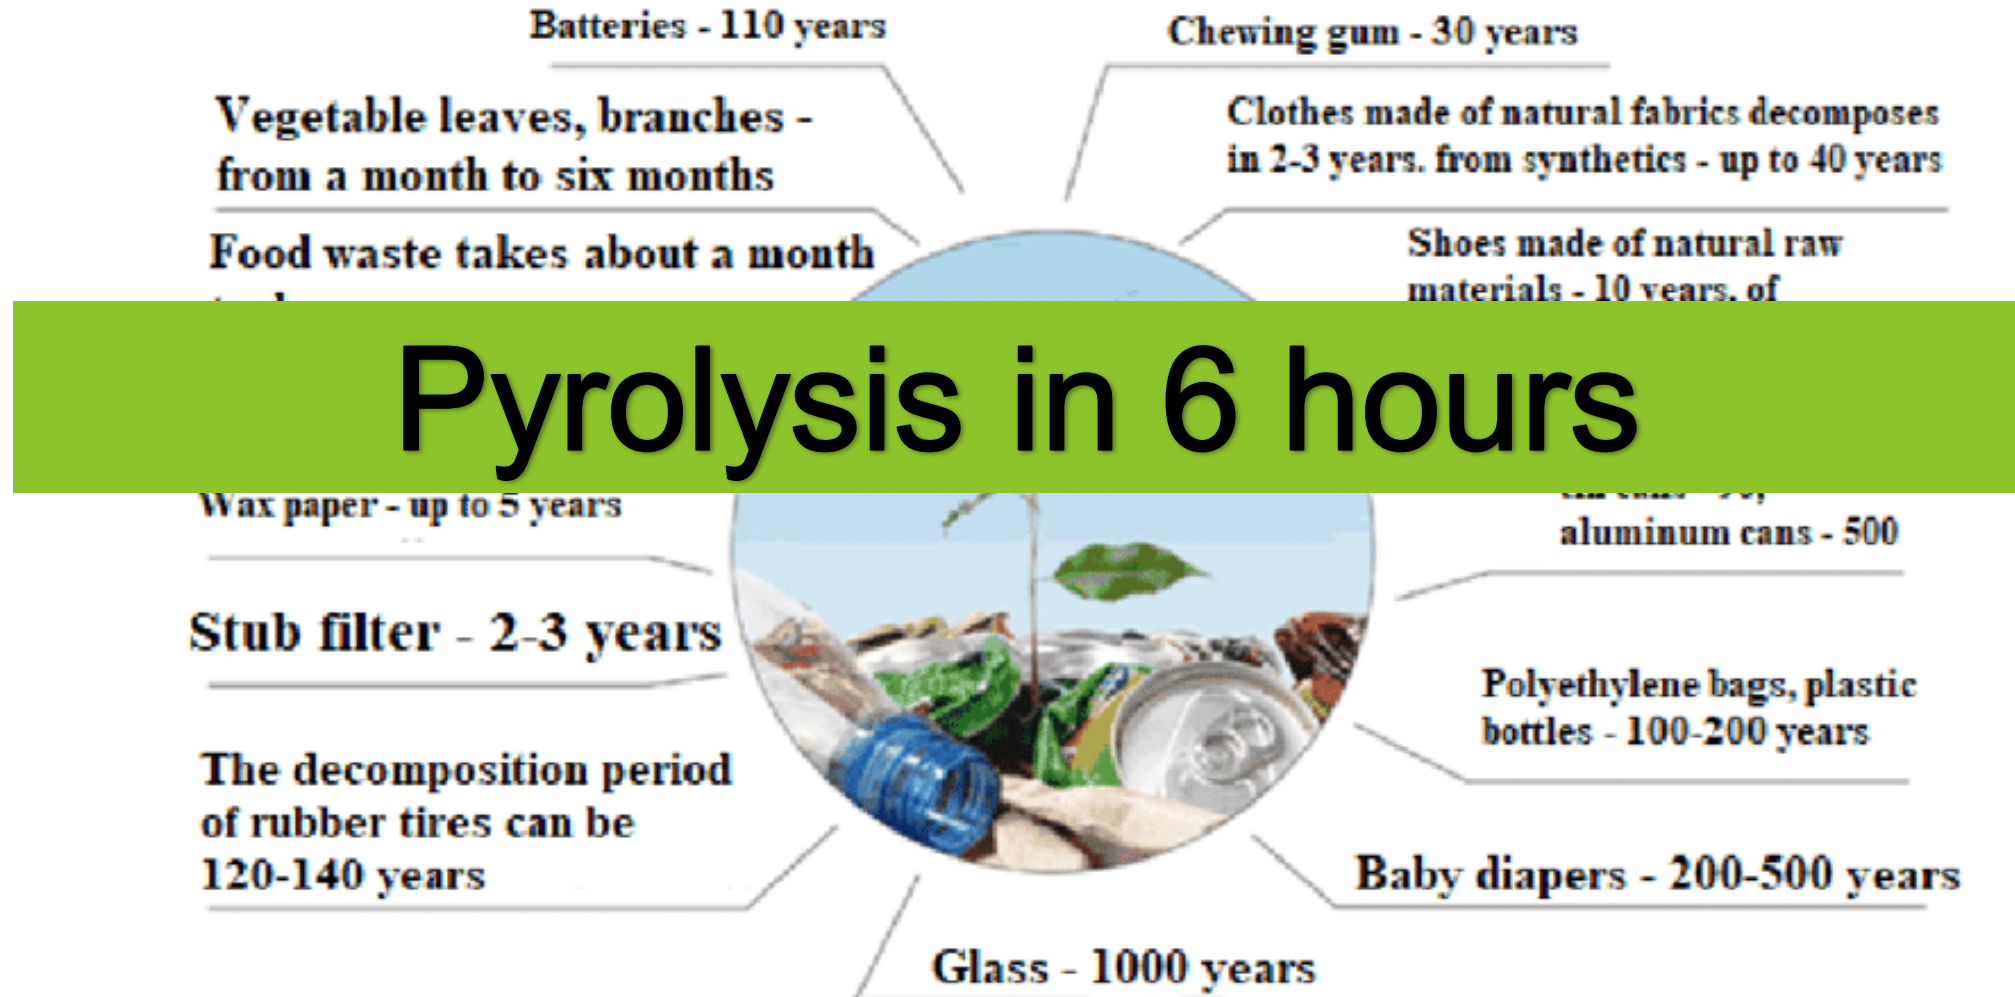 Batteries - 110 years
Chewing gum - 30 years
Vegetable leaves, branches -
from a month to six months
Clothes made of natural fabrics decomposes
in 2-3 years. from synthetics - up to 40 years
Food waste takes about a month
Shoes made of natural raw
materials - 10 years. of
Pyrolysis in 6 hours
Wax paper - up to 5 years
aluminum cans - 500
Stub filter - 2-3 years
Polyethylene bags, plastic
bottles - 100-200 years
The decomposition period
of rubber tires can be
120-140 years
Baby diapers - 200-500 years
Glass - 1000 years